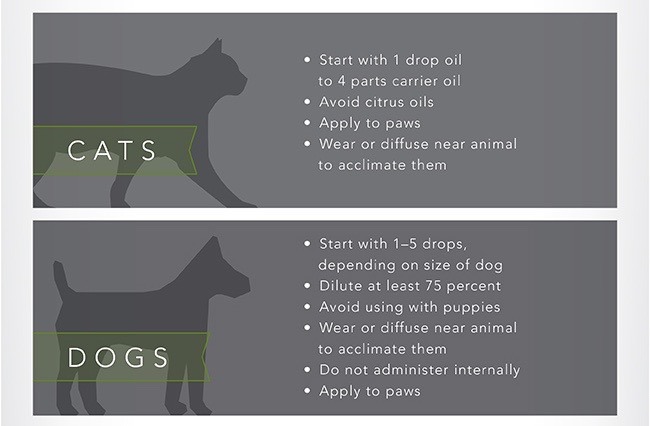 CATS
• Start with 1 drop oil
to 4 parts carrier oil
• Avoid citrus oils
• Apply to paws
• Wear or diffuse near animal
to acclimate them
DOGS
• Start with 1–5 drops,
depending on size of dog
• Dilute at least 75 percent
• Avoid using with puppies
• Wear or diffuse near animal
to acclimate them
• Do not administer internally
• Apply to paws